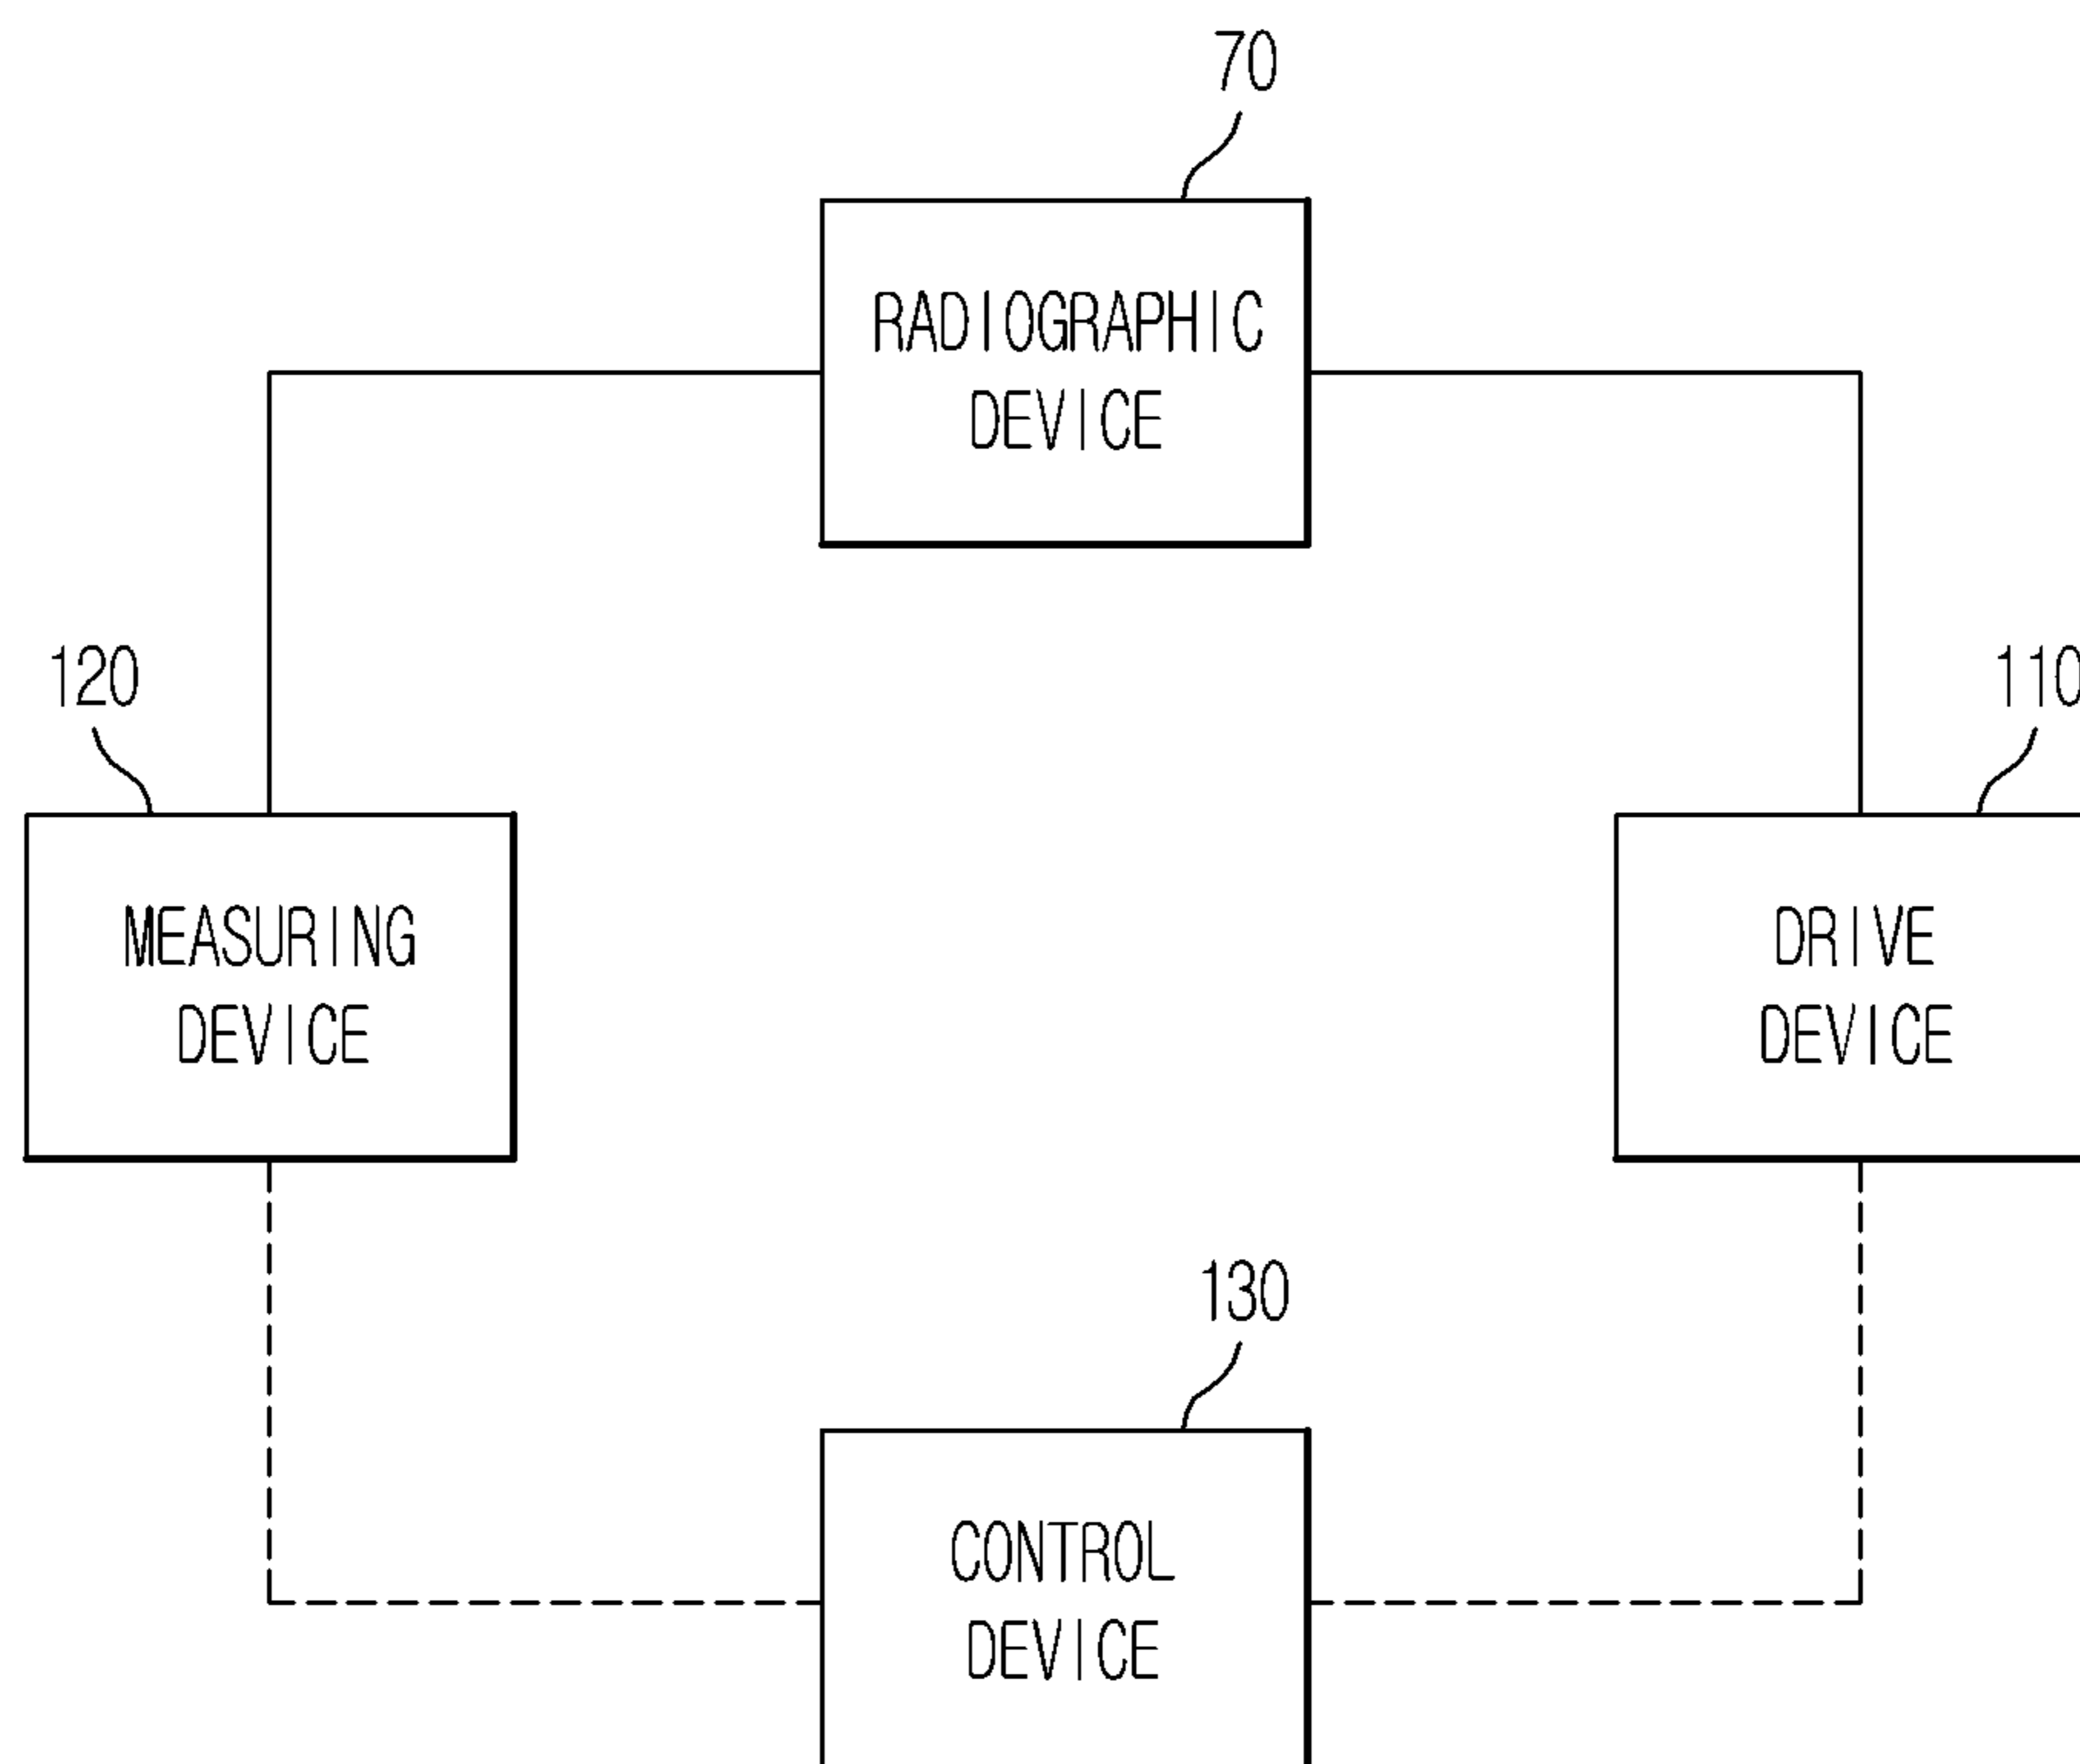 70
RADIOGRAPHIC
DEVICE
120
110
MEASURING
DEVICE
DRIVE
DEVICE
130
CONTROL
DEVICE